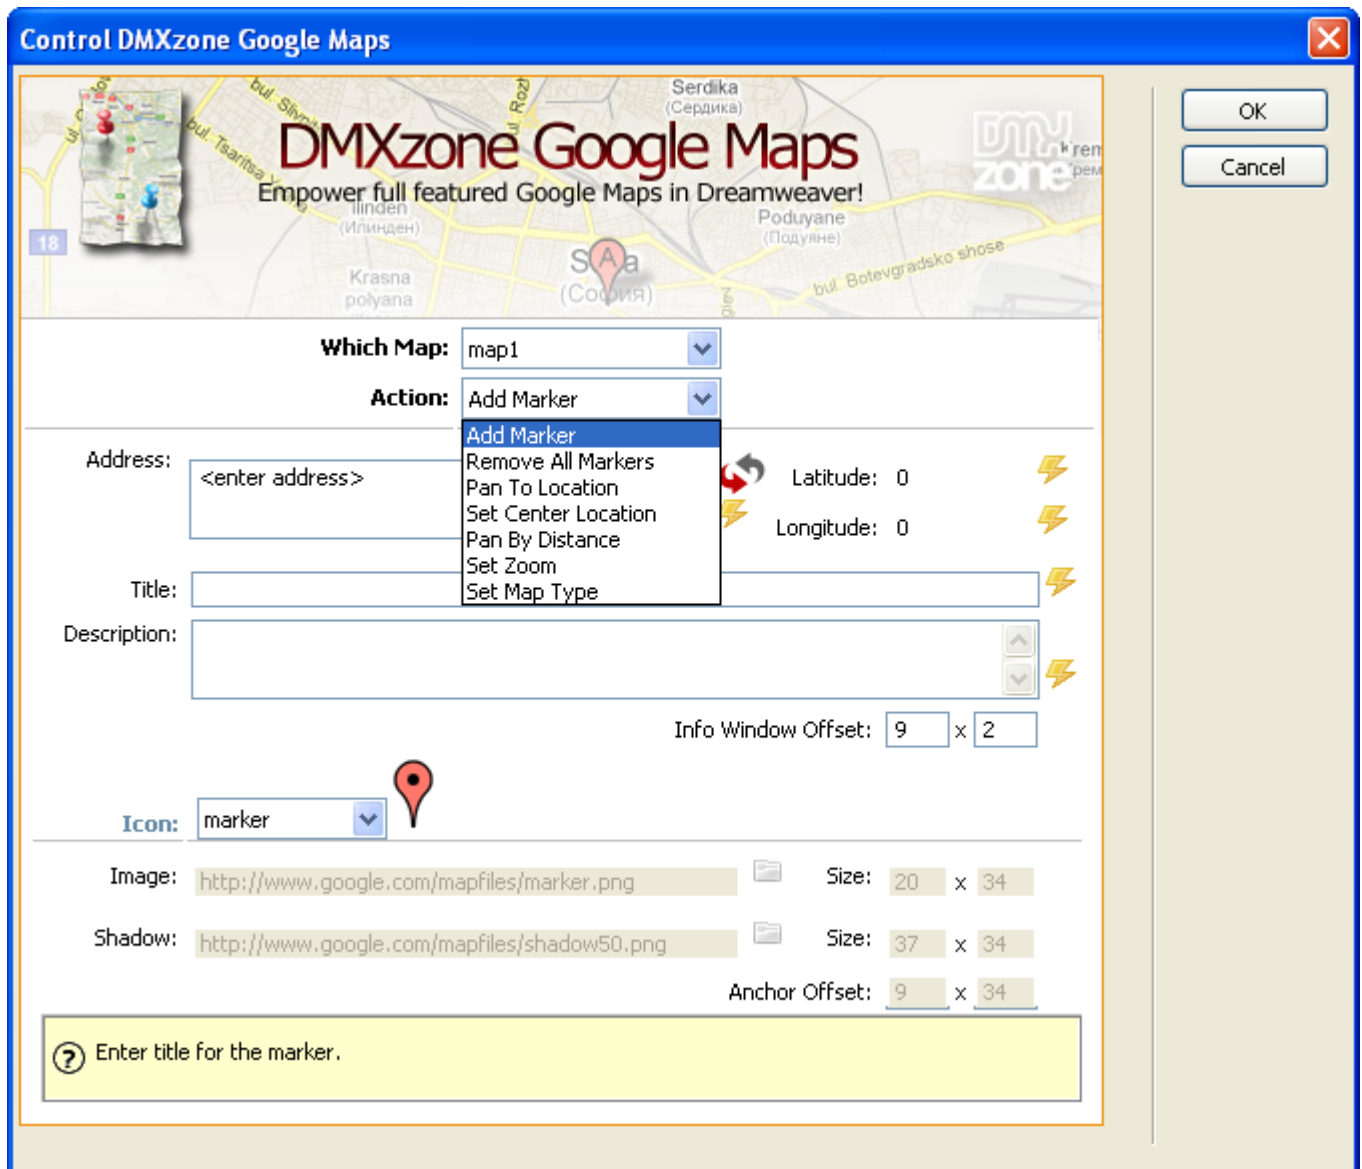 Control DMXzone Google Maps
OK
Cancel
DMXzone Google Maps
Empower full featured Google Maps in Dreamweaver!
DMX
zone
bul. Tsaritsa
Serdika
(Сердика)
Ilinden
(Илинден)
Poduyane
(Подуяне)
18
Krasna
polyana
A
(София)
bul. Botevgradsko shose
Which Map: map1
Action: Add Marker
Add Marker
Remove All Markers
Pan To Location
Set Center Location
Pan By Distance
Set Zoom
Set Map Type
Address: <enter address>
Latitude: 0
Longitude: 0
Title:
Description:
Info Window Offset: 9 x 2
Icon: marker
Image: http://www.google.com/mapfiles/marker.png Size: 20 x 34
Shadow: http://www.google.com/mapfiles/shadow50.png Size: 37 x 34
Anchor Offset: 9 x 34
? Enter title for the marker.